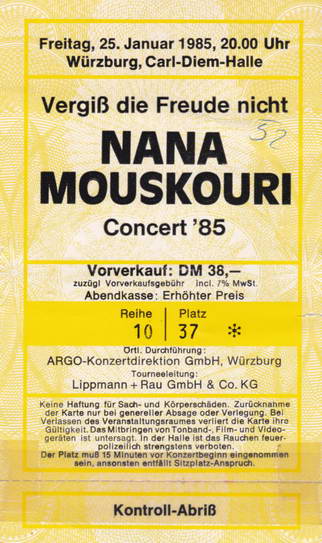 Freitag, 25. Januar 1985, 20.00 Uhr
Würzburg, Carl-Diem-Halle
Vergiß die Freude nicht
52
NANA
MOUSKOURI
Concert '85
Vorverkauf: DM 38,—
zuzügl Vorverkaufsgebühr incl. 7% MwSt.
Abendkasse: Erhöhter Preis
Reihe Platz
10 37 *
Örtl. Durchführung:
ARGO-Konzertdirektion GmbH, Würzburg
Tourneeleitung:
Lippmann + Rau GmbH & Co. KG
Keine Haftung für Sach- und Körperschäden. Zurücknahme
der Karte nur bei genereller Absage oder Verlegung. Bei
Verlassen des Veranstaltungsraumes verliert die Karte ihre
Gültigkeit. Das Mitbringen von Tonband-, Film- und Video-
geräten ist untersagt. In der Halle ist das Rauchen feuer-
polizeilich strengstens verboten.
Der Platz muß 15 Minuten vor Konzertbeginn eingenommen
sein, ansonsten entfällt Sitzplatz-Anspruch.
Kontroll-Abriß